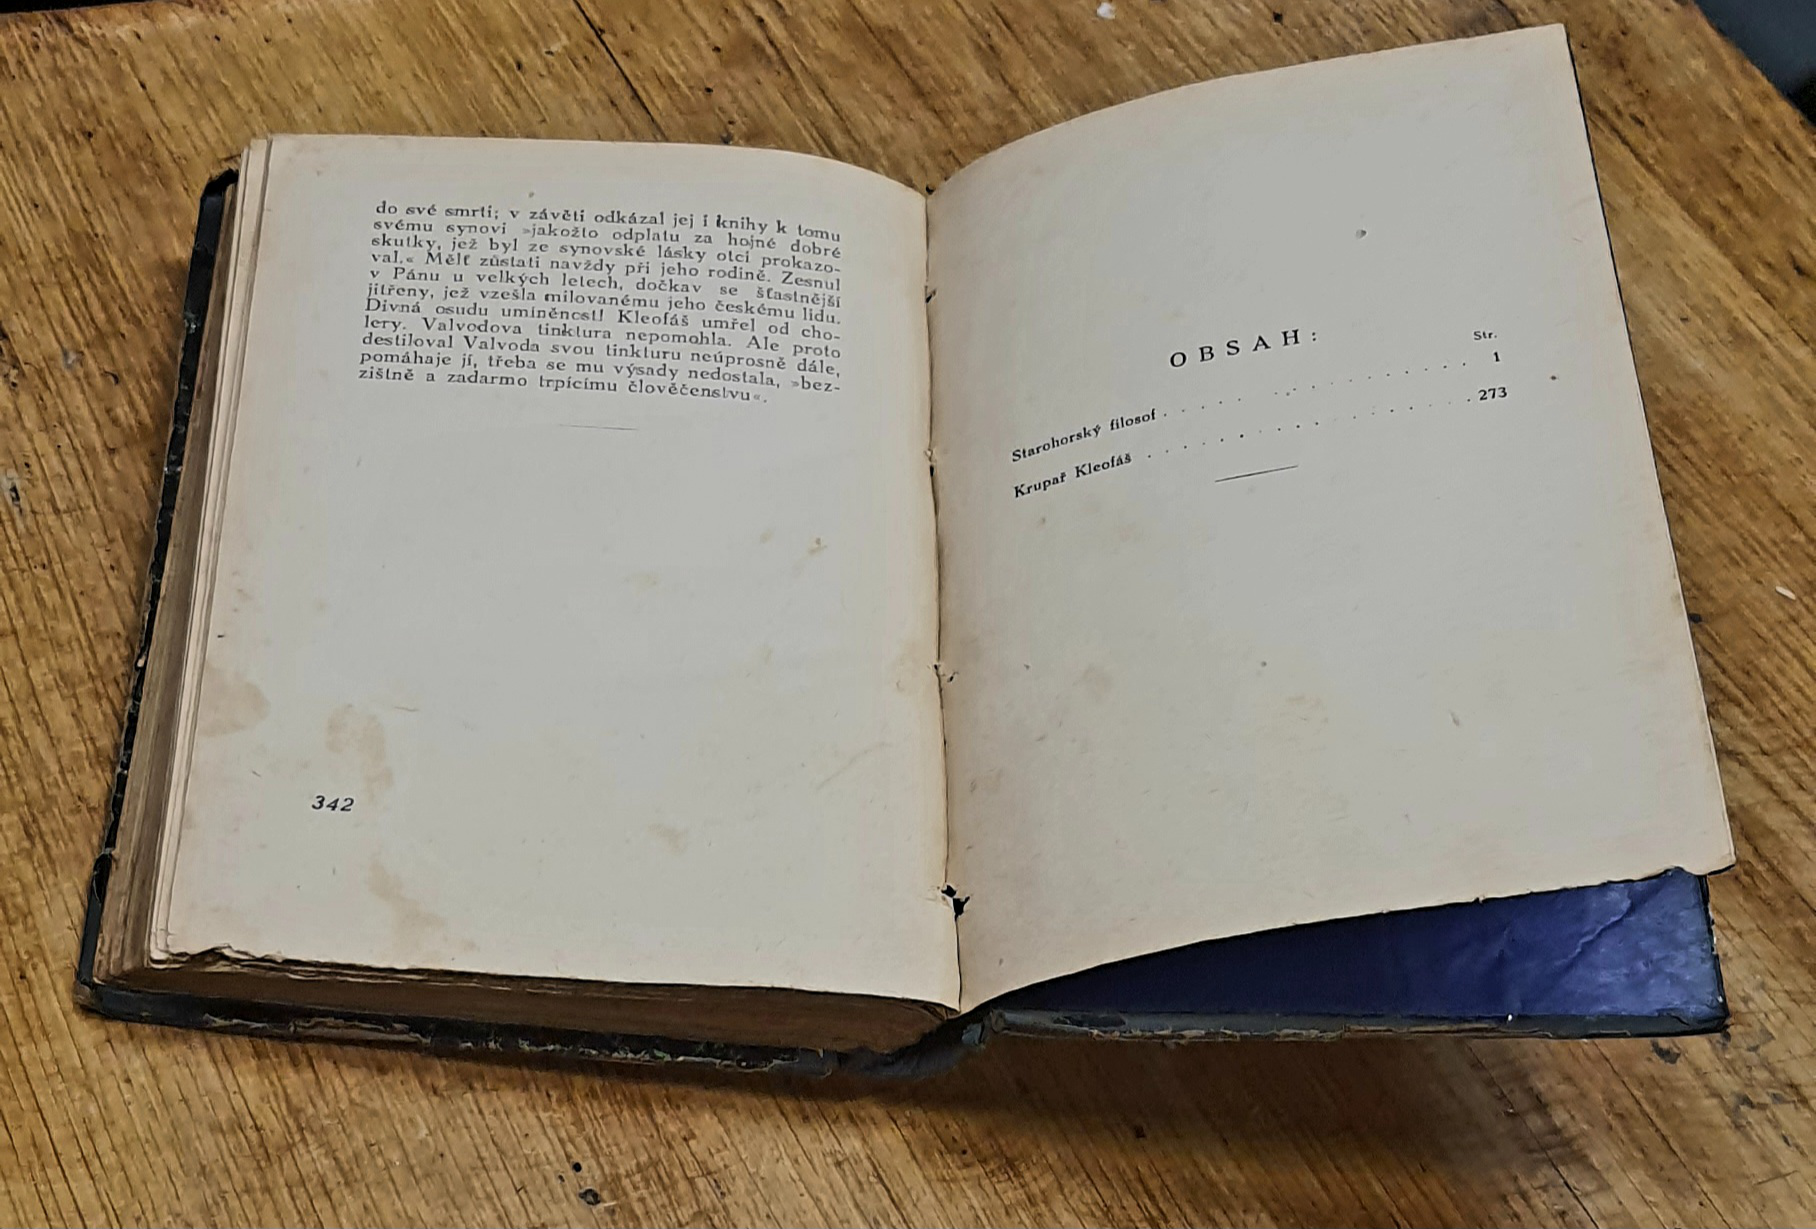 do své smrti; v závěti odkázal jej i knihy k tomu
svému synovi »jakožto odplatu za hojné dobré
skutky, jež byl ze synovské lásky otci prokazo-
val.« Mělť zůstati navždy při jeho rodině. Zesnul
v Pánu u velkých letech, dočkav se šťastnější
jitřeny, jež vzešla milovanému jeho českému lidu.
Divná osudu umíněnost! Kleofáš umřel od cho-
lery. Valvodova tinktura nepomohla. Ale proto
destiloval Valvoda svou tinkturu neúprosně dále,
pomáhaje jí, třeba se mu výsady nedostala, »bez-
zištně a zadarmo trpícímu člověčenstvu«.
342
OBSAH:
Str.
Starohorský filosof . . . . . . . . . . . . . . . . 1
Krupař Kleofáš . . . . . . . . . . . . . . . . 273